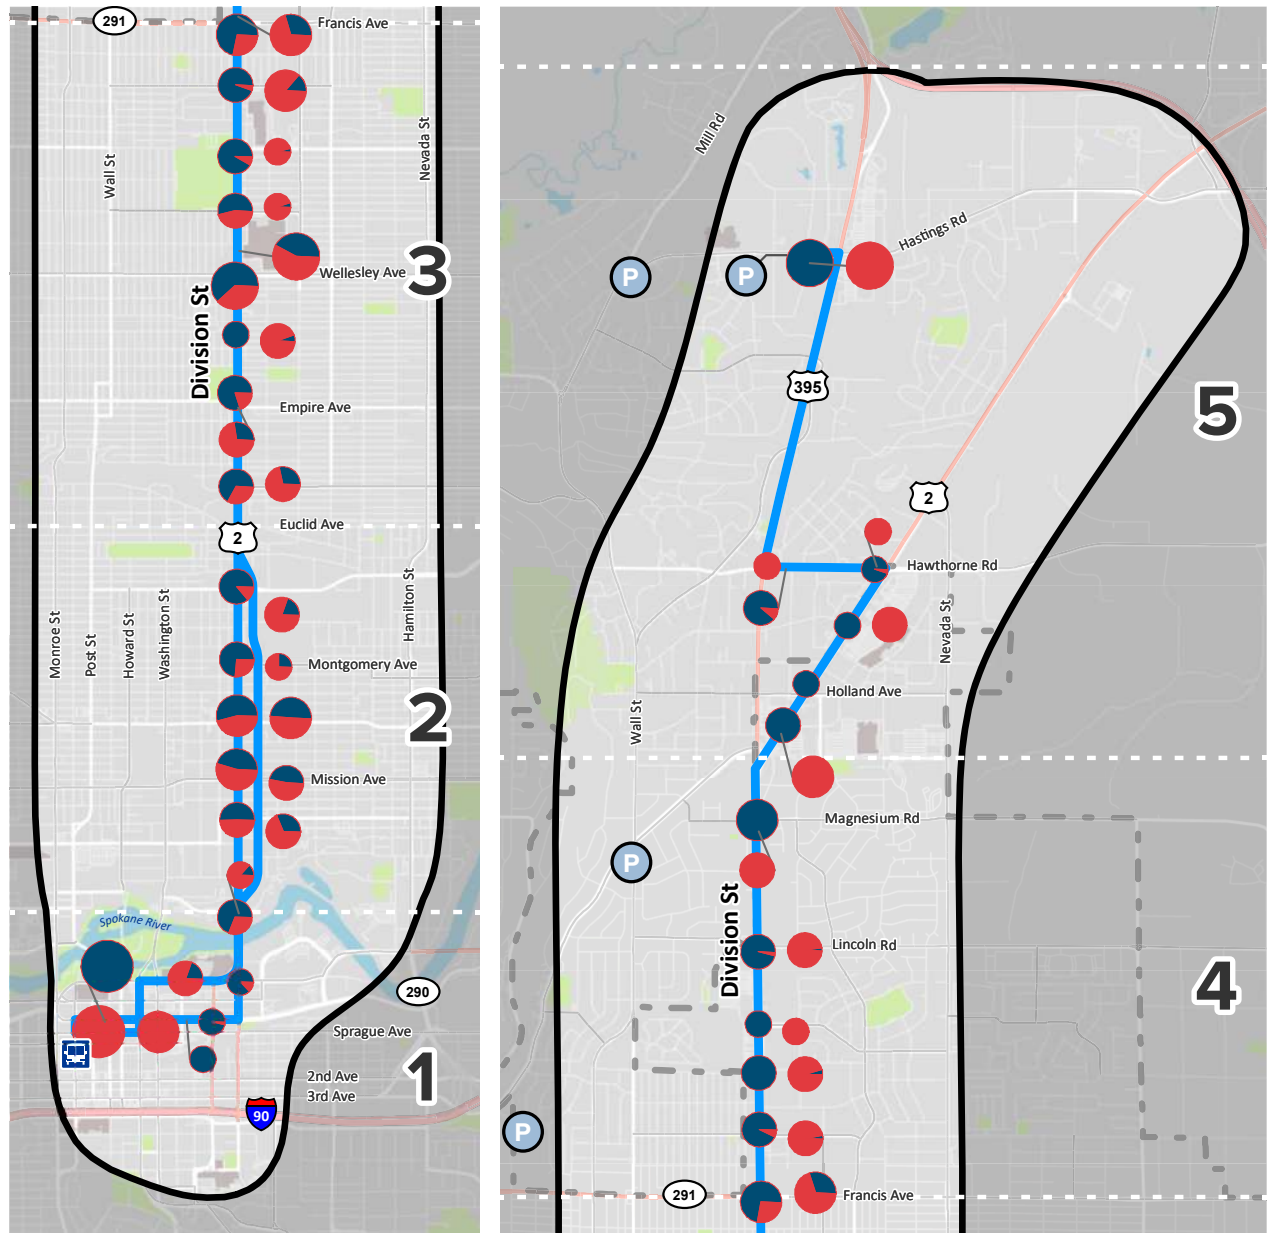 291
Francis Ave
Wall St
Nevada St
Wellesley Ave
3
Division St
Empire Ave
Euclid Ave
2
Monroe St
Post St
Howard St
Washington St
Hamilton St
Montgomery Ave
2
Mission Ave
Spokane River
290
Sprague Ave
2nd Ave
3rd Ave
1
90
Mill Rd
Hastings Rd
P
P
395
5
2
Hawthorne Rd
Nevada St
Holland Ave
Wall St
Magnesium Rd
P
Division St
Lincoln Rd
4
P
291
Francis Ave